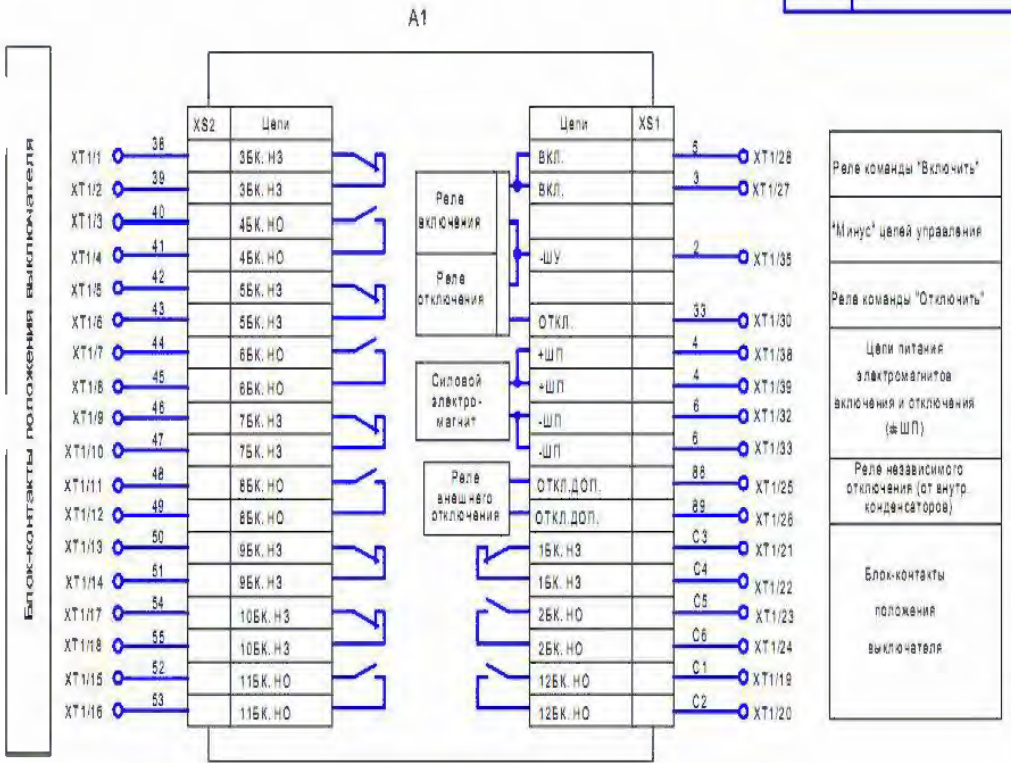 A1
Блок-контакты положения выключателя
XS2 Цепи
XT1/1 38 3БК. НЗ
XT1/2 39 3БК. НЗ
XT1/3 40 4БК. НО
XT1/4 41 4БК. НО
XT1/5 42 5БК. НЗ
XT1/6 43 5БК. НЗ
XT1/7 44 6БК. НО
XT1/8 45 6БК. НО
XT1/9 46 7БК. НЗ
XT1/10 47 7БК. НЗ
XT1/11 48 8БК. НО
XT1/12 49 8БК. НО
XT1/13 50 9БК. НЗ
XT1/14 51 9БК. НЗ
XT1/17 54 10БК. НЗ
XT1/18 55 10БК. НЗ
XT1/15 52 11БК. НО
XT1/16 53 11БК. НО
Реле
включения
Реле
отключения
Силовой
электро-
магнит
Реле
внешнего
отключения
Цепи XS1
ВКЛ. 5 XT1/28
ВКЛ. 3 XT1/27
-ШУ 2 XT1/35
ОТКЛ. 33 XT1/30
+ШП 4 XT1/38
+ШП 4 XT1/39
-ШП 6 XT1/32
-ШП 6 XT1/33
ОТКЛ.ДОП. 88 XT1/25
ОТКЛ.ДОП. 89 XT1/26
1БК. НЗ C3 XT1/21
1БК. НЗ C4 XT1/22
2БК. НО C5 XT1/23
2БК. НО C6 XT1/24
12БК. НО C1 XT1/19
12БК. НО C2 XT1/20
Реле команды "Включить"
"Минус" цепей управления
Реле команды "Отключить"
Цепи питания
электромагнитов
включения и отключения
(±ШП)
Реле независимого
отключения (от внутр.
конденсаторов)
Блок-контакты
положения
выключателя